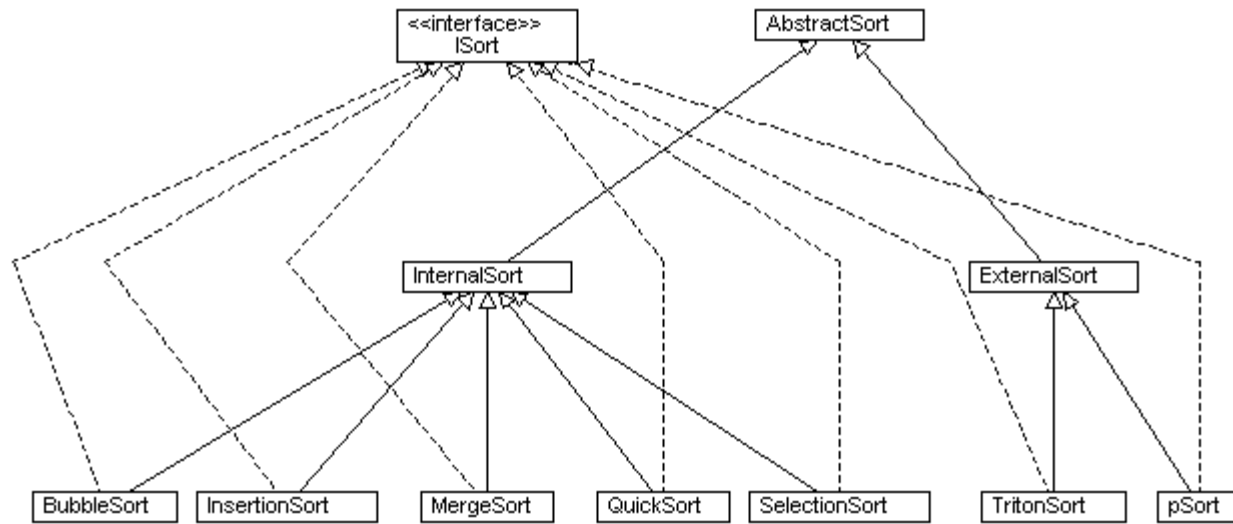 <<interface>>
ISort
AbstractSort
InternalSort
ExternalSort
BubbleSort
InsertionSort
MergeSort
QuickSort
SelectionSort
TritonSort
pSort